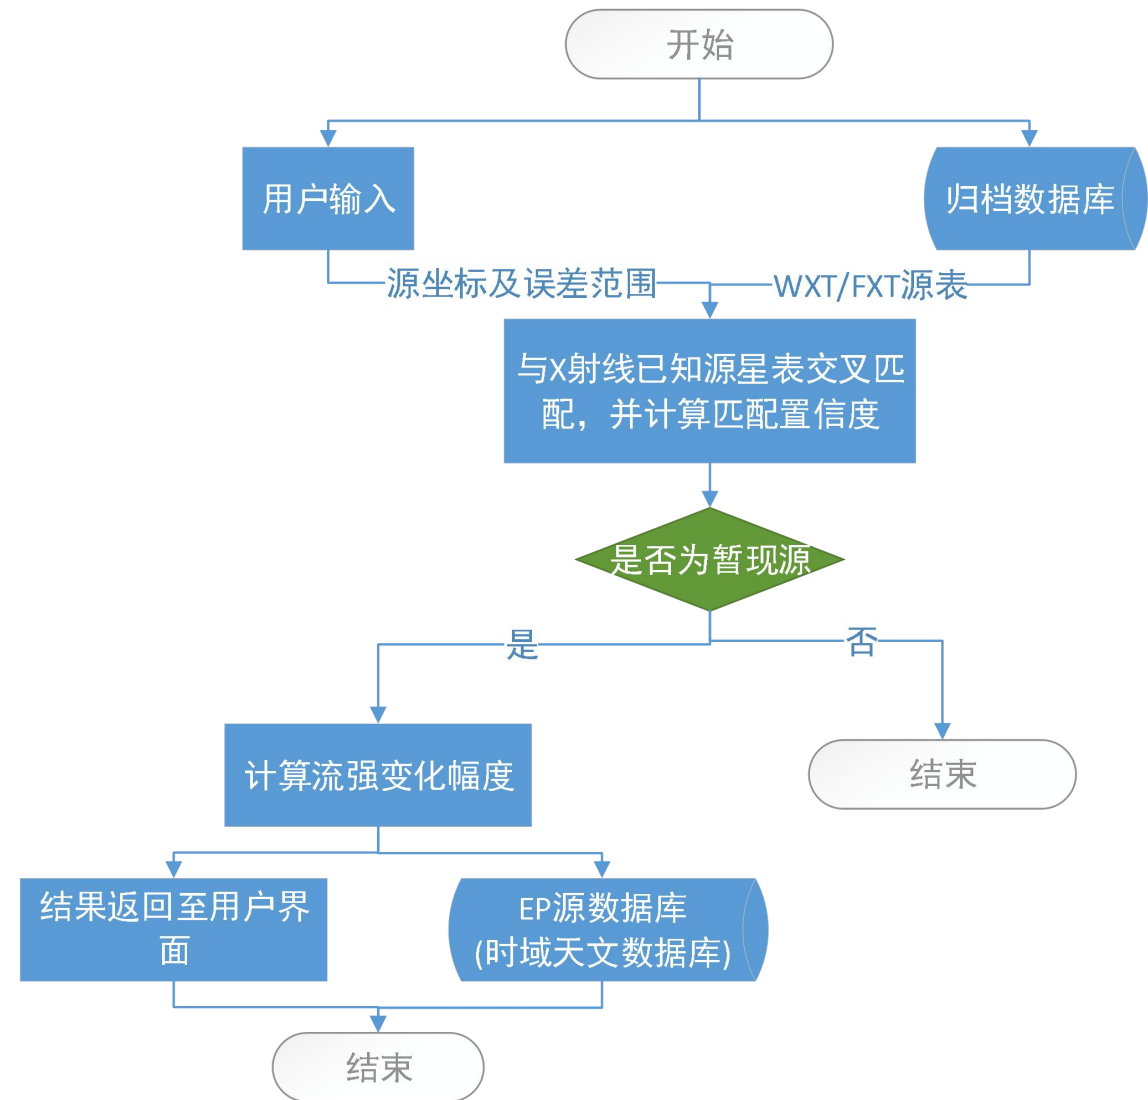 开始
用户输入
归档数据库
源坐标及误差范围
WXT/FXT源表
与X射线已知源星表交叉匹
配，并计算匹配置信度
是否为暂现源
是
否
计算流强变化幅度
结束
结果返回至用户界
面
EP源数据库
(时域天文数据库)
结束